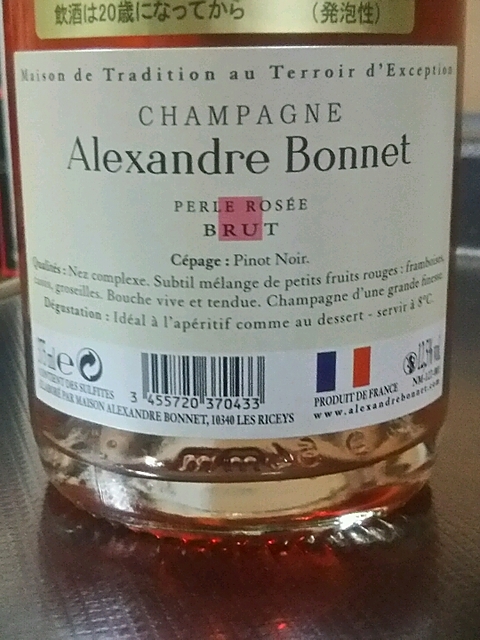 飲酒は20歳になってから (発泡性)
Maison de Tradition au Terroir d'Exception
CHAMPAGNE
Alexandre Bonnet
PERLE ROSÉE
BRUT
Cépage : Pinot Noir.
Qualités : Nez complexe. Subtil mélange de petits fruits rouges : framboises,
groseilles. Bouche vive et tendue. Champagne d'une grande finesse.
Dégustation : Idéal à l'apéritif comme au dessert - servir à 8°C.
ml e
CONTIENT DES SULFITES
3 455720 370433
ELABORÉ PAR MAISON ALEXANDRE BONNET, 10340 LES RICEYS
PRODUIT DE FRANCE
www.alexandrebonnet.com